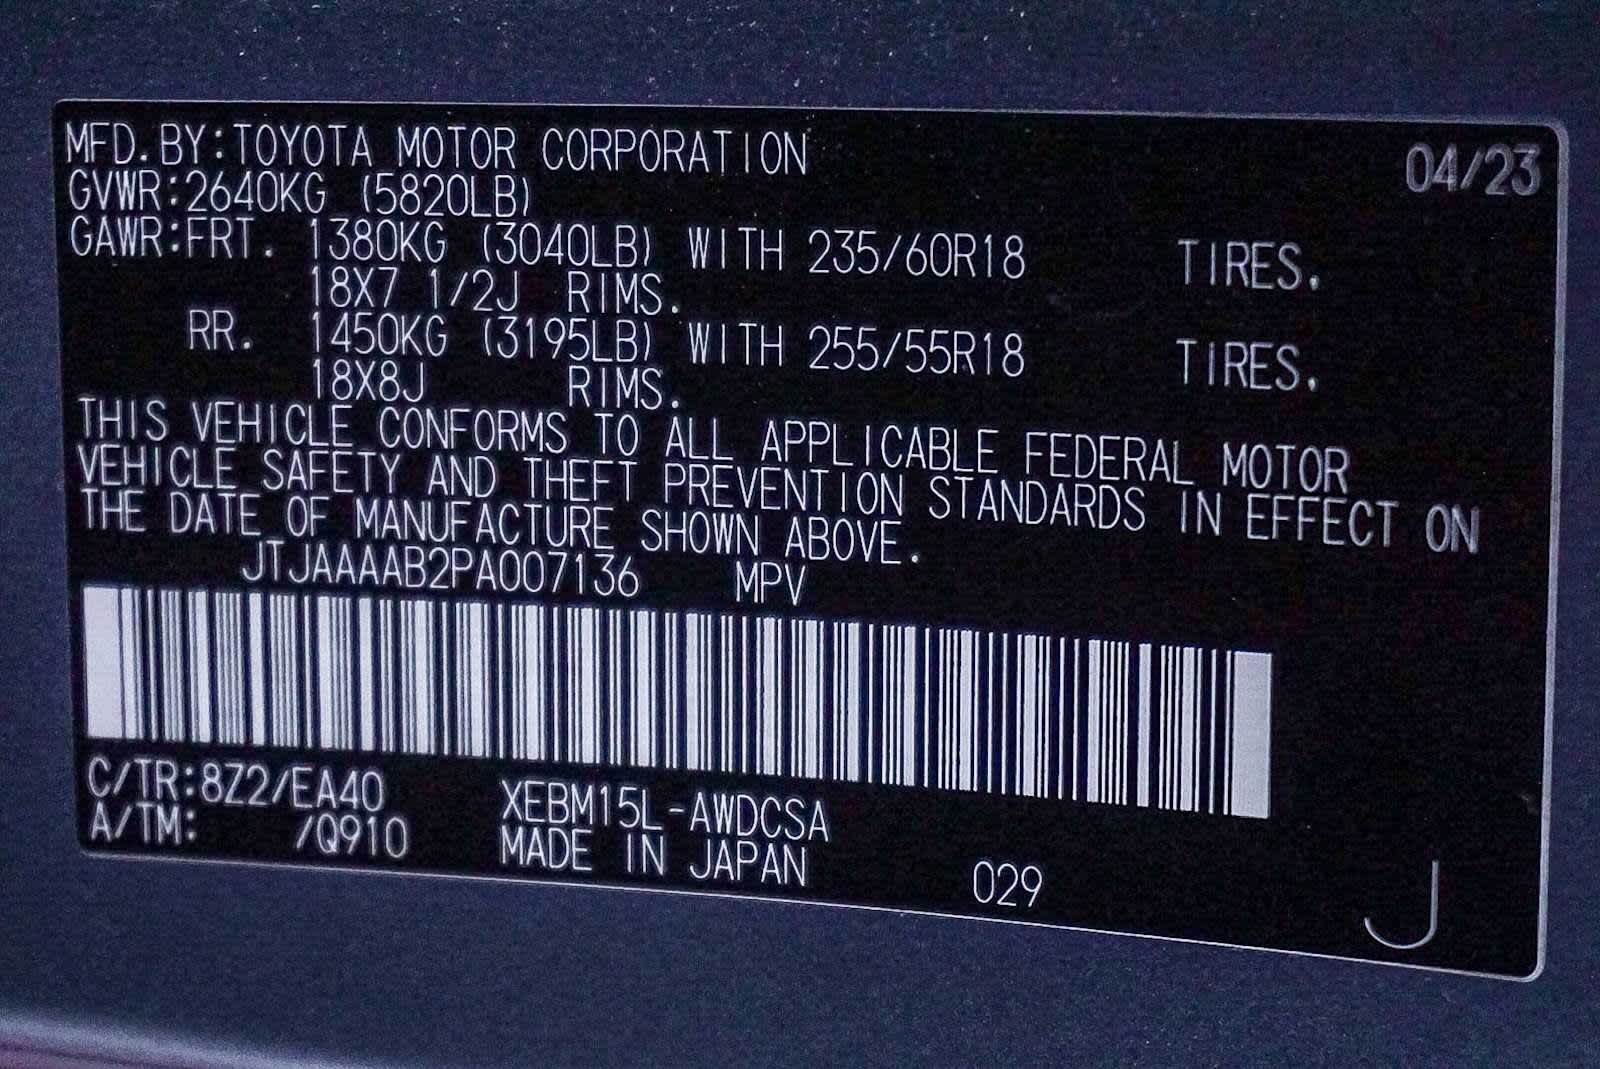 MFD.BY:TOYOTA MOTOR CORPORATION 04/23
GVWR:2640KG (5820LB)
GAWR:FRT. 1380KG (3040LB) WITH 235/60R18 TIRES.
18X7 1/2J RIMS.
RR. 1450KG (3195LB) WITH 255/55R18 TIRES.
18X8J RIMS.
THIS VEHICLE CONFORMS TO ALL APPLICABLE FEDERAL MOTOR
VEHICLE SAFETY AND THEFT PREVENTION STANDARDS IN EFFECT ON
THE DATE OF MANUFACTURE SHOWN ABOVE.
JTJAAAAB2PA007136 MPV
C/TR:8Z2/EA40 XEBM15L-AWDCSA
A/TM: /Q910 MADE IN JAPAN 029
J